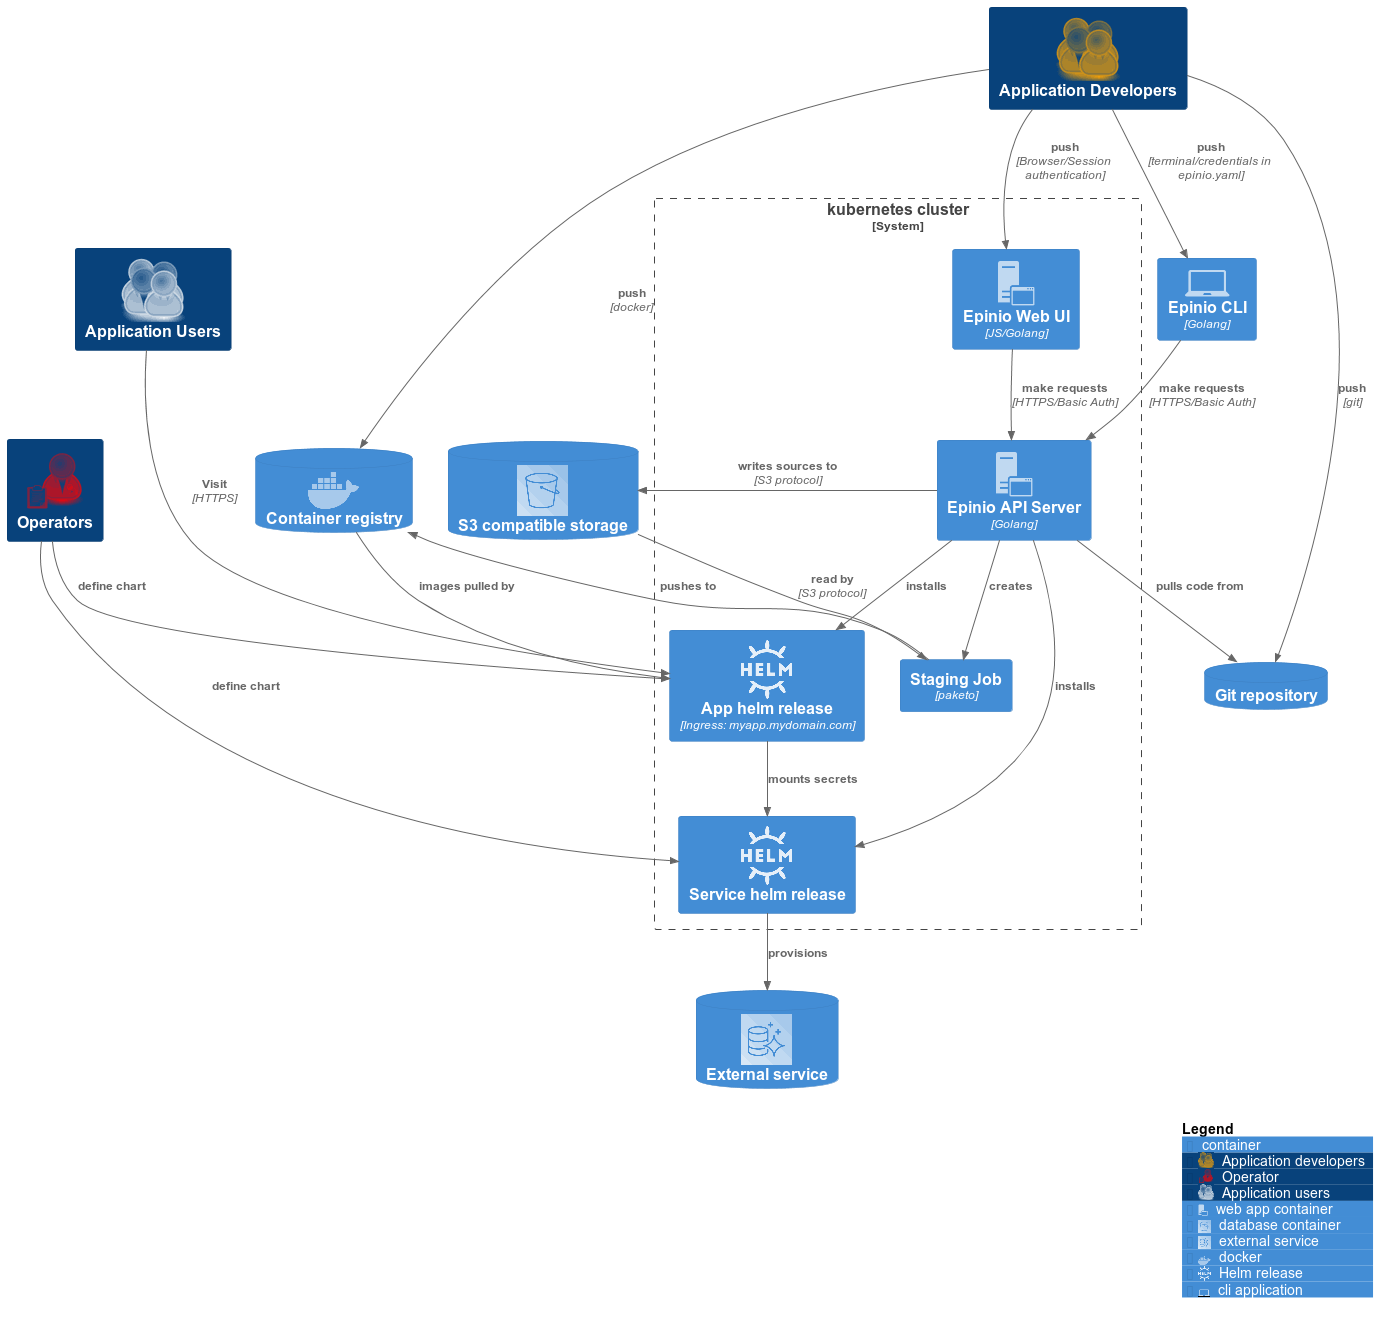 Application Developers
push
[Browser/Session
authentication]
push
[terminal/credentials in
epinio.yaml]
kubernetes cluster
[System]
Application Users
push
[docker]
Epinio Web UI
[JS/Golang]
Epinio CLI
[Golang]
make requests
[HTTPS/Basic Auth]
make requests
[HTTPS/Basic Auth]
push
[git]
Operators
Visit
[HTTPS]
Container registry
S3 compatible storage
writes sources to
[S3 protocol]
Epinio API Server
[Golang]
define chart
images pulled by
pushes to
read by
[S3 protocol]
installs
creates
pulls code from
define chart
HELM
App helm release
[Ingress: myapp.mydomain.com]
Staging Job
[paketo]
installs
Git repository
mounts secrets
HELM
Service helm release
provisions
External service
Legend
container
Application developers
Operator
Application users
web app container
database container
external service
docker
HELM
Helm release
cli application